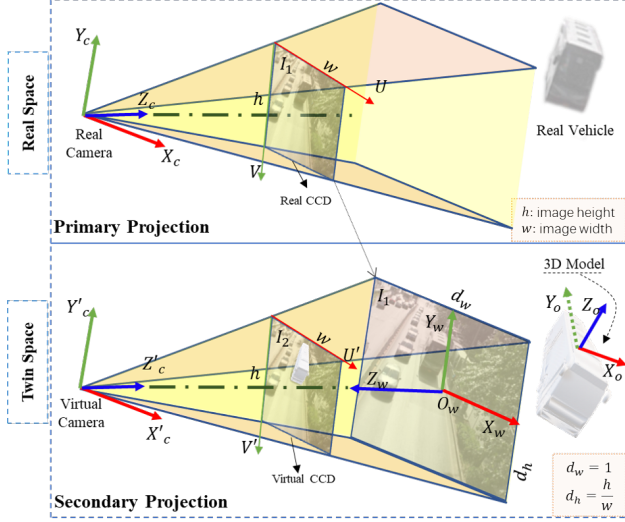 Real Space
Y_c
Z_c
Real
Camera
X_c
I_1
w
U
h
V
Real CCD
Real Vehicle
h: image height
w: image width
Primary Projection
Twin Space
Y'_c
Z'_c
Virtual
Camera
X'_c
I_2
w
U'
h
V'
Virtual CCD
I_1
d_w
Y_w
Z_w
O_w
X_w
d_h
3D Model
Y_o
Z_o
X_o
d_w = 1
d_h = h/w
Secondary Projection